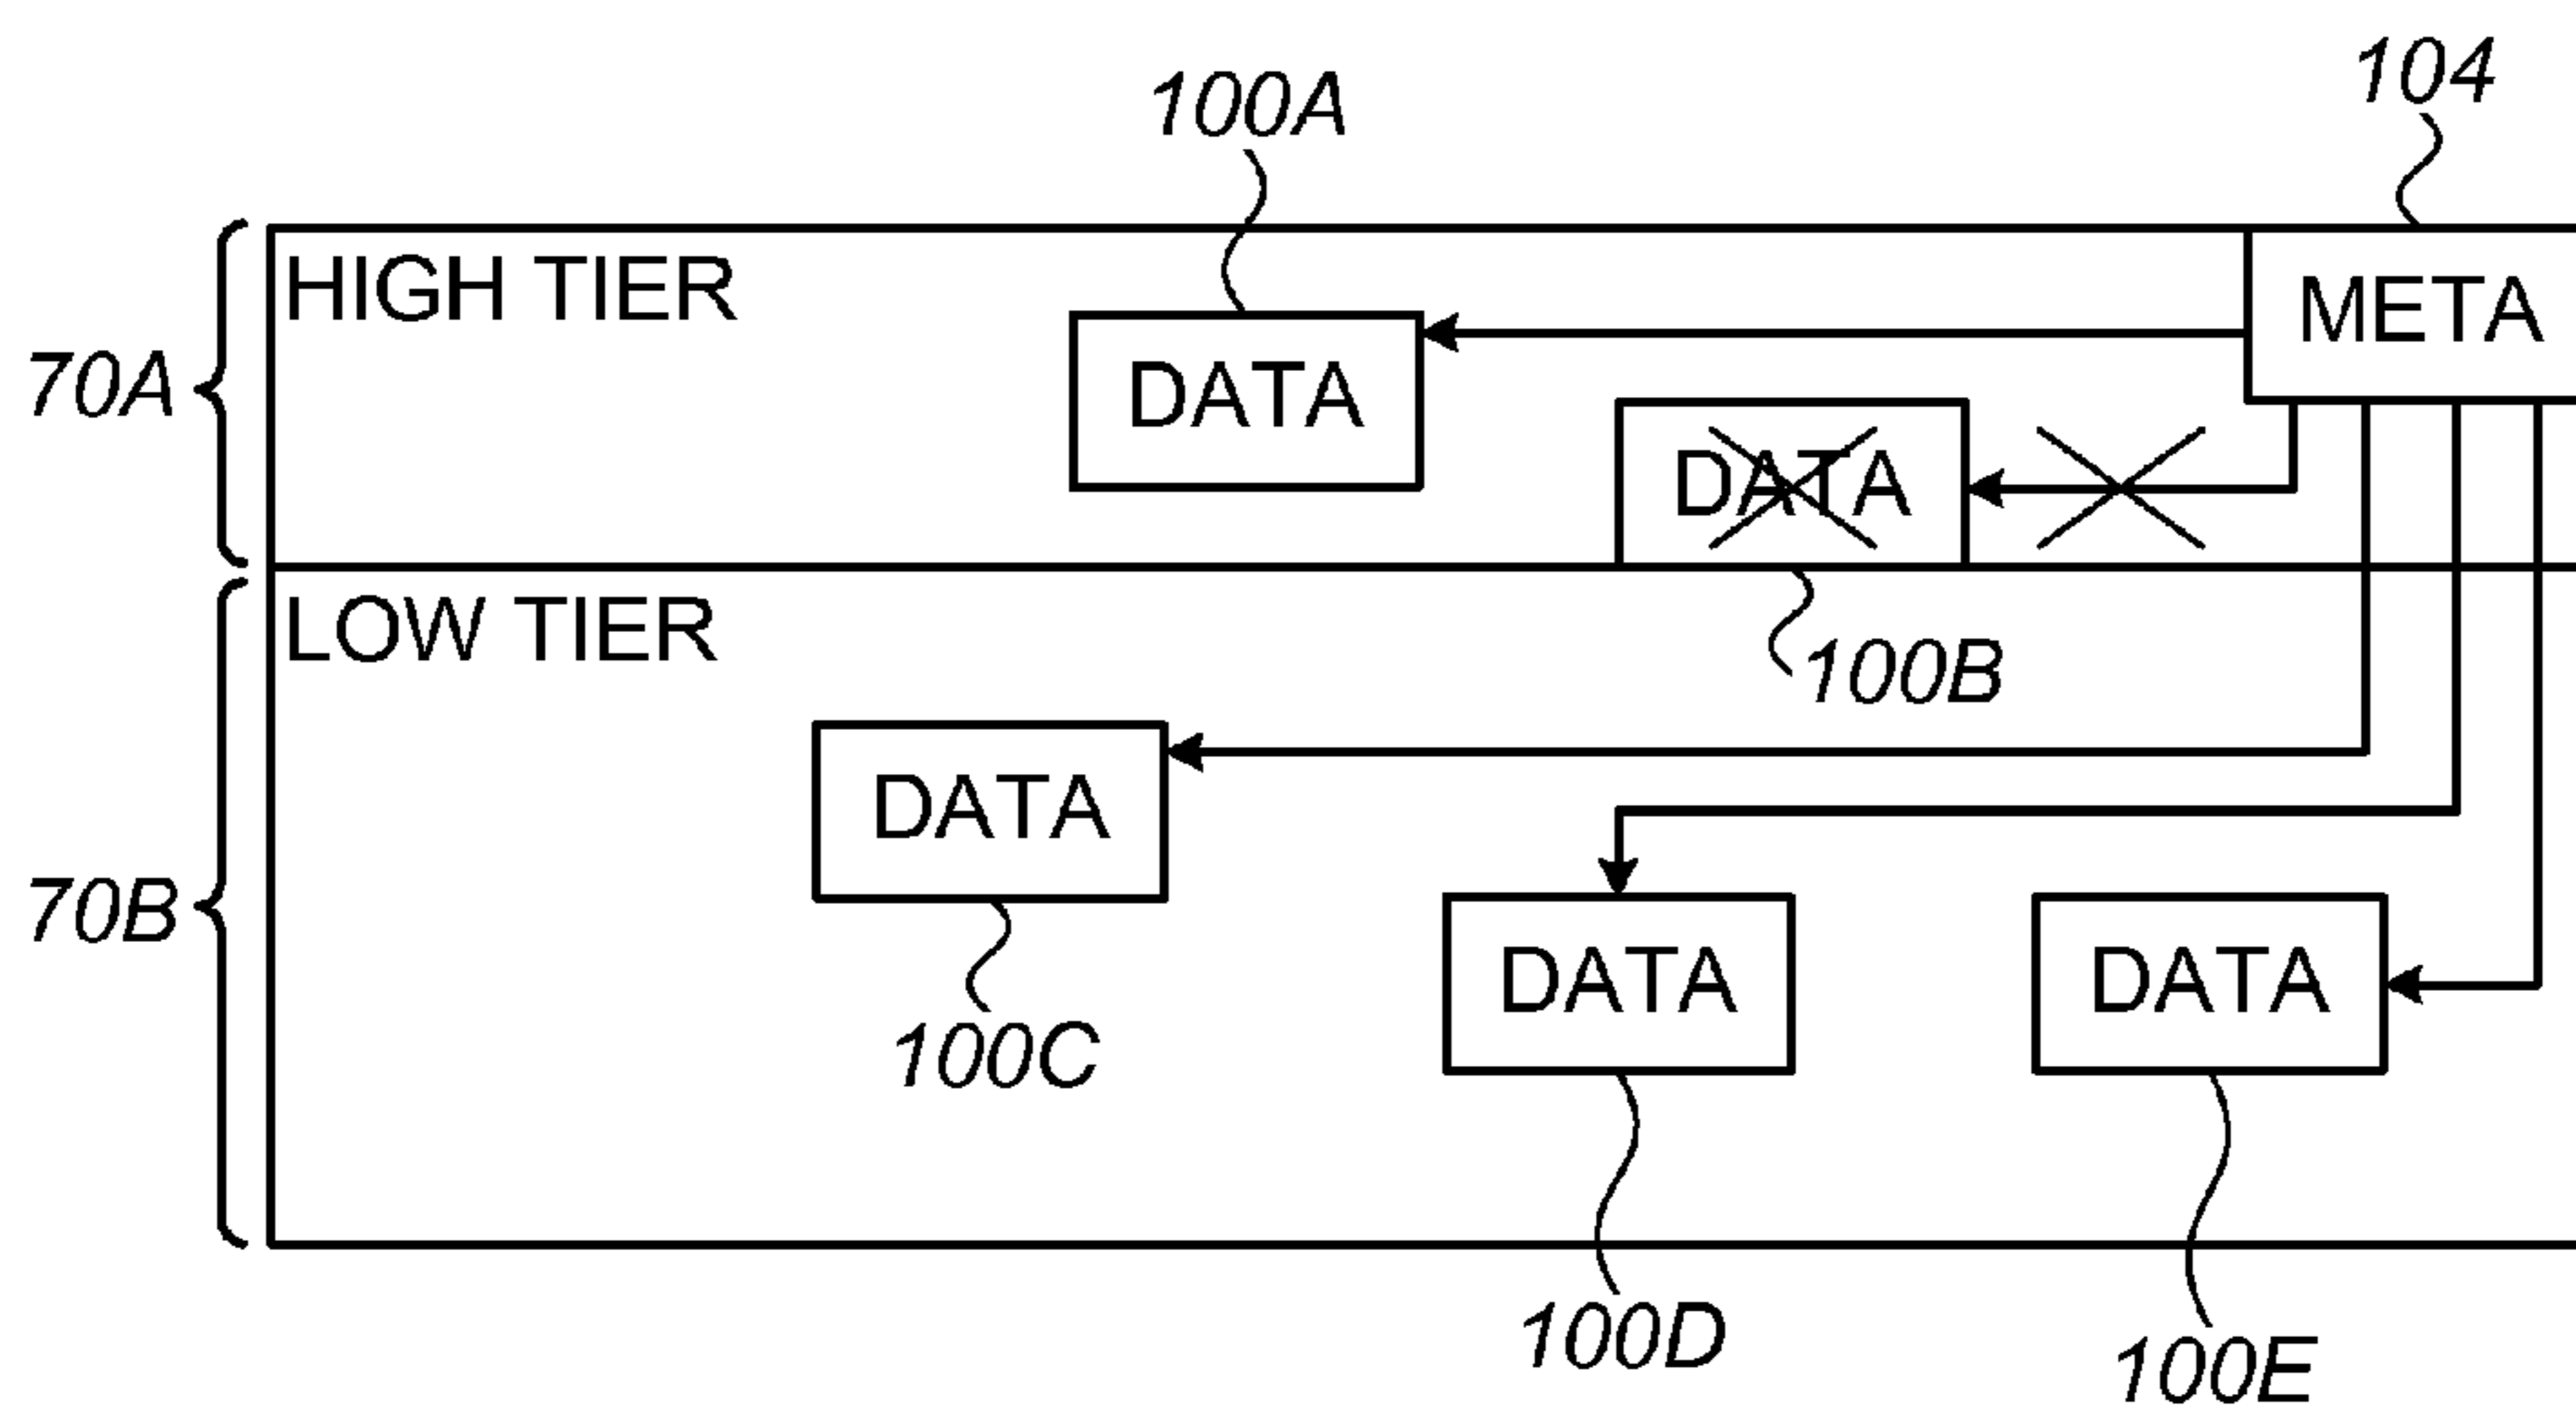 104
100A
HIGH TIER
META
70A
DATA
DATA
LOW TIER
100B
DATA
70B
DATA
DATA
100C
100D
100E